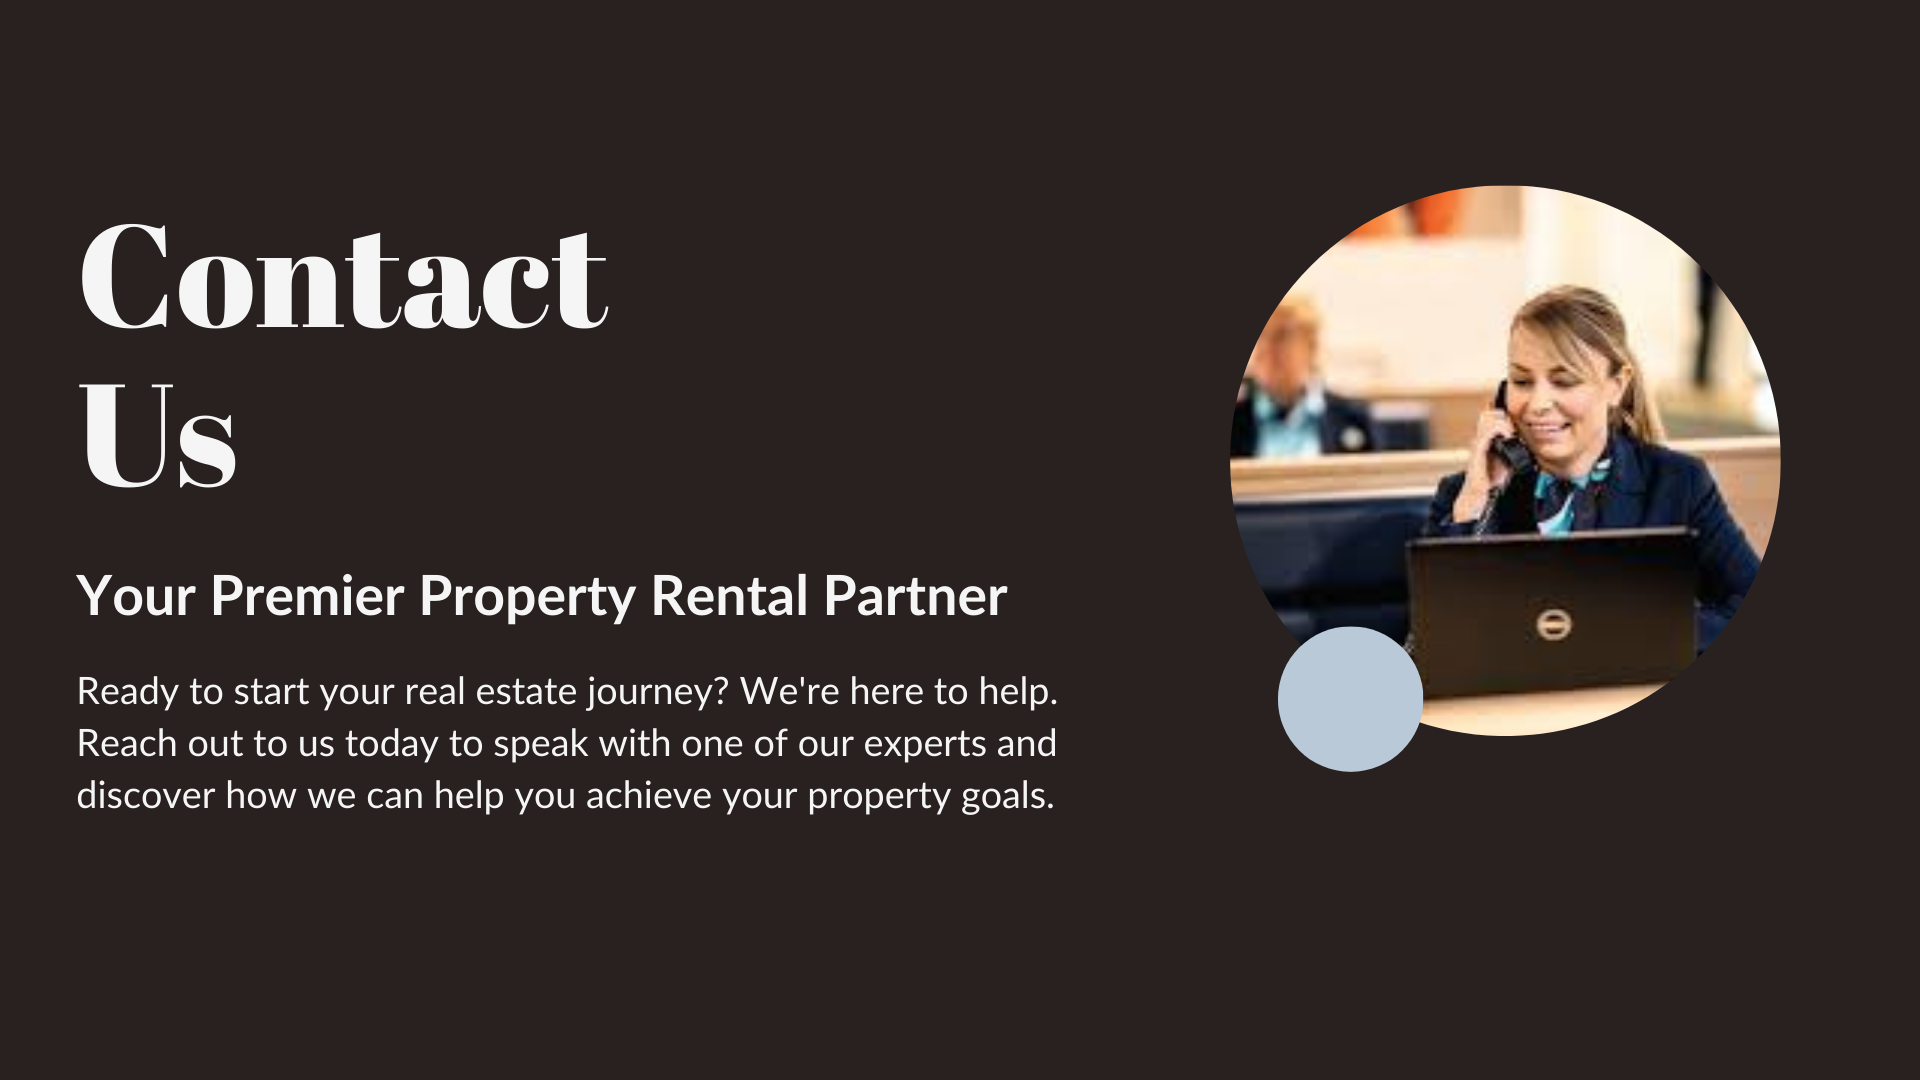 Contact
Us
Your Premier Property Rental Partner
Ready to start your real estate journey? We're here to help.
Reach out to us today to speak with one of our experts and
discover how we can help you achieve your property goals.